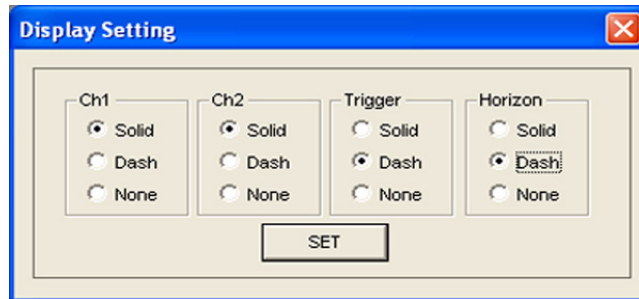 Display Setting
Ch1 Ch2 Trigger Horizon
Solid Solid Solid Solid
Dash Dash Dash Dash
None None None None
SET